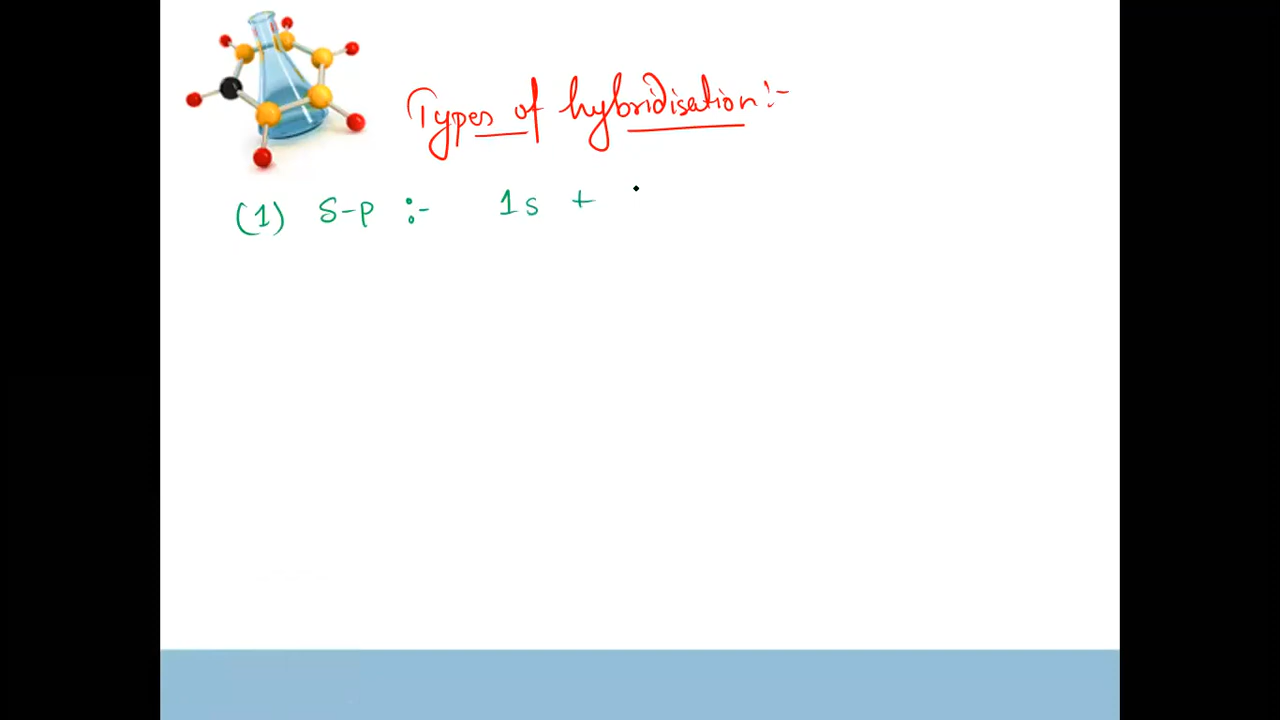 Types of hybridisation :-
(1) S-p :- 1s +